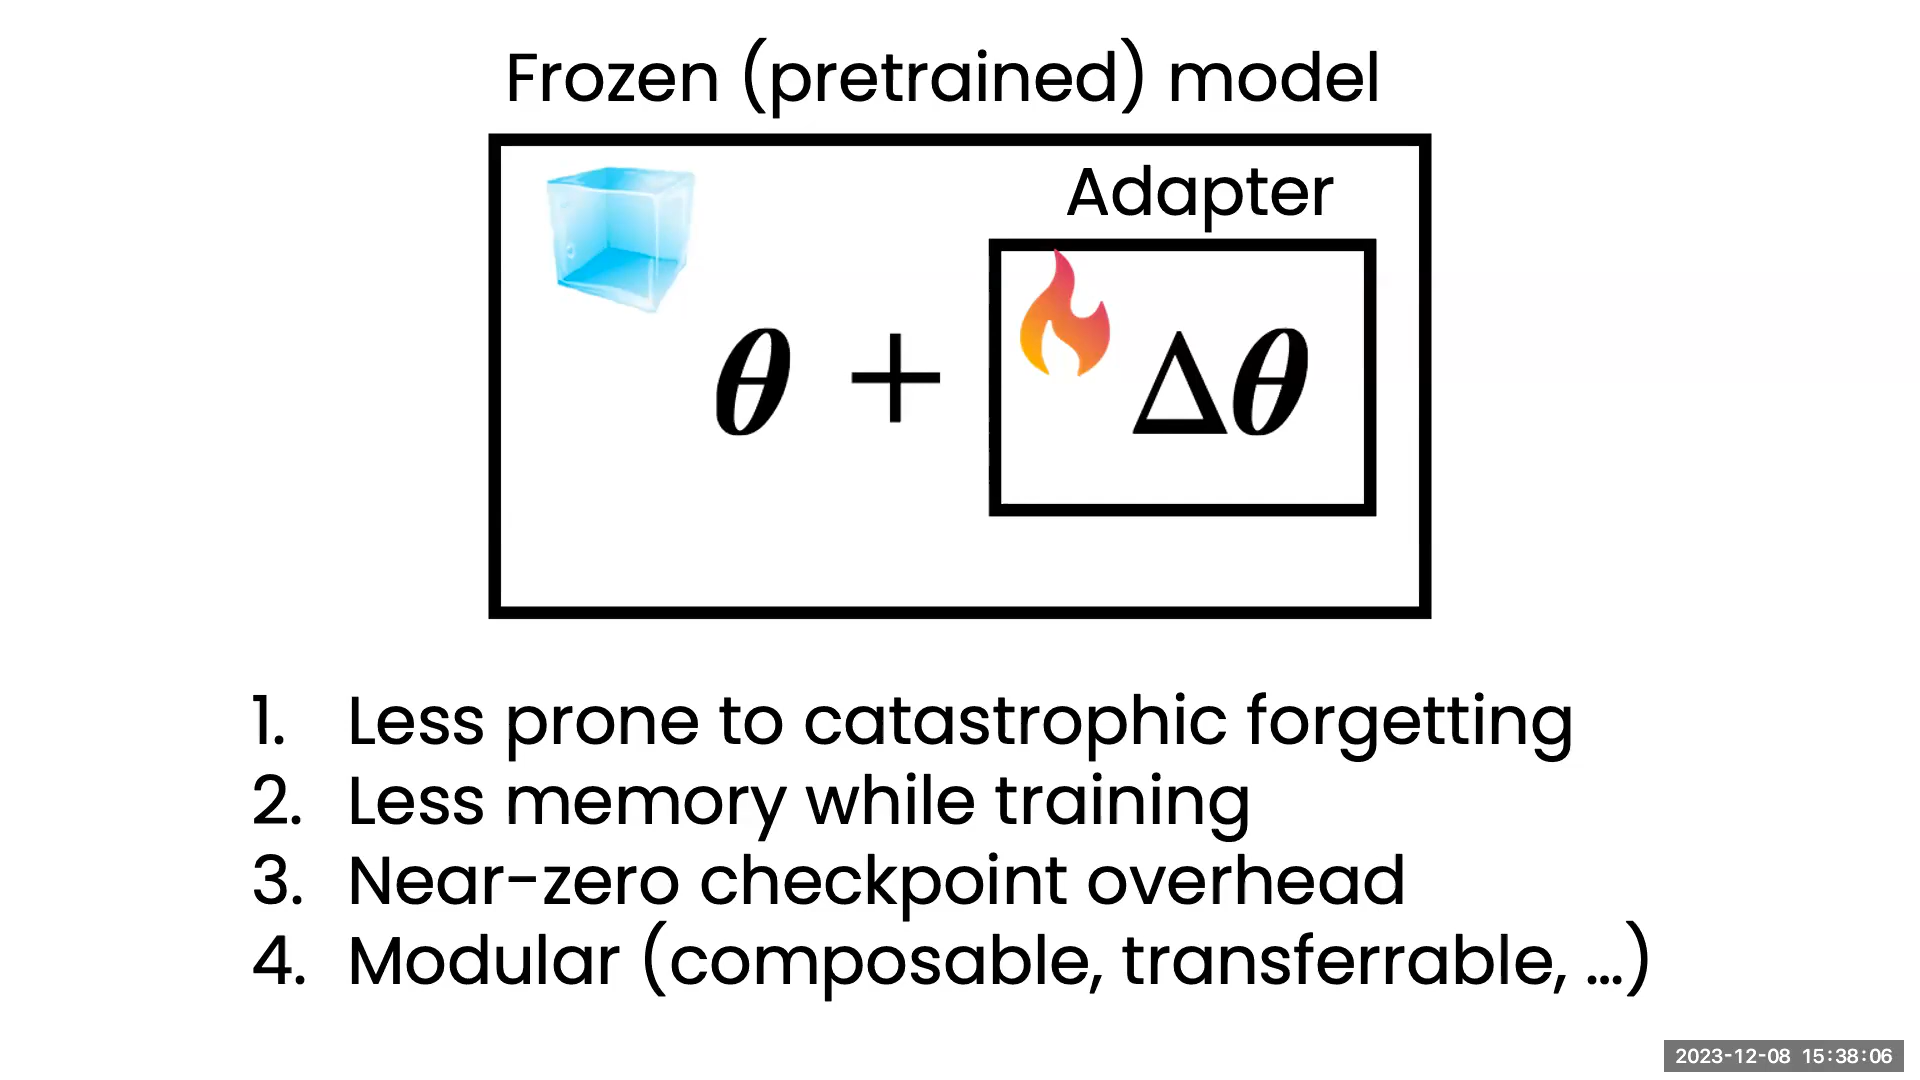 Frozen (pretrained) model
Adapter
θ + Δθ
1. Less prone to catastrophic forgetting
2. Less memory while training
3. Near-zero checkpoint overhead
4. Modular (composable, transferrable, ...)
2023-12-08 15:38:06